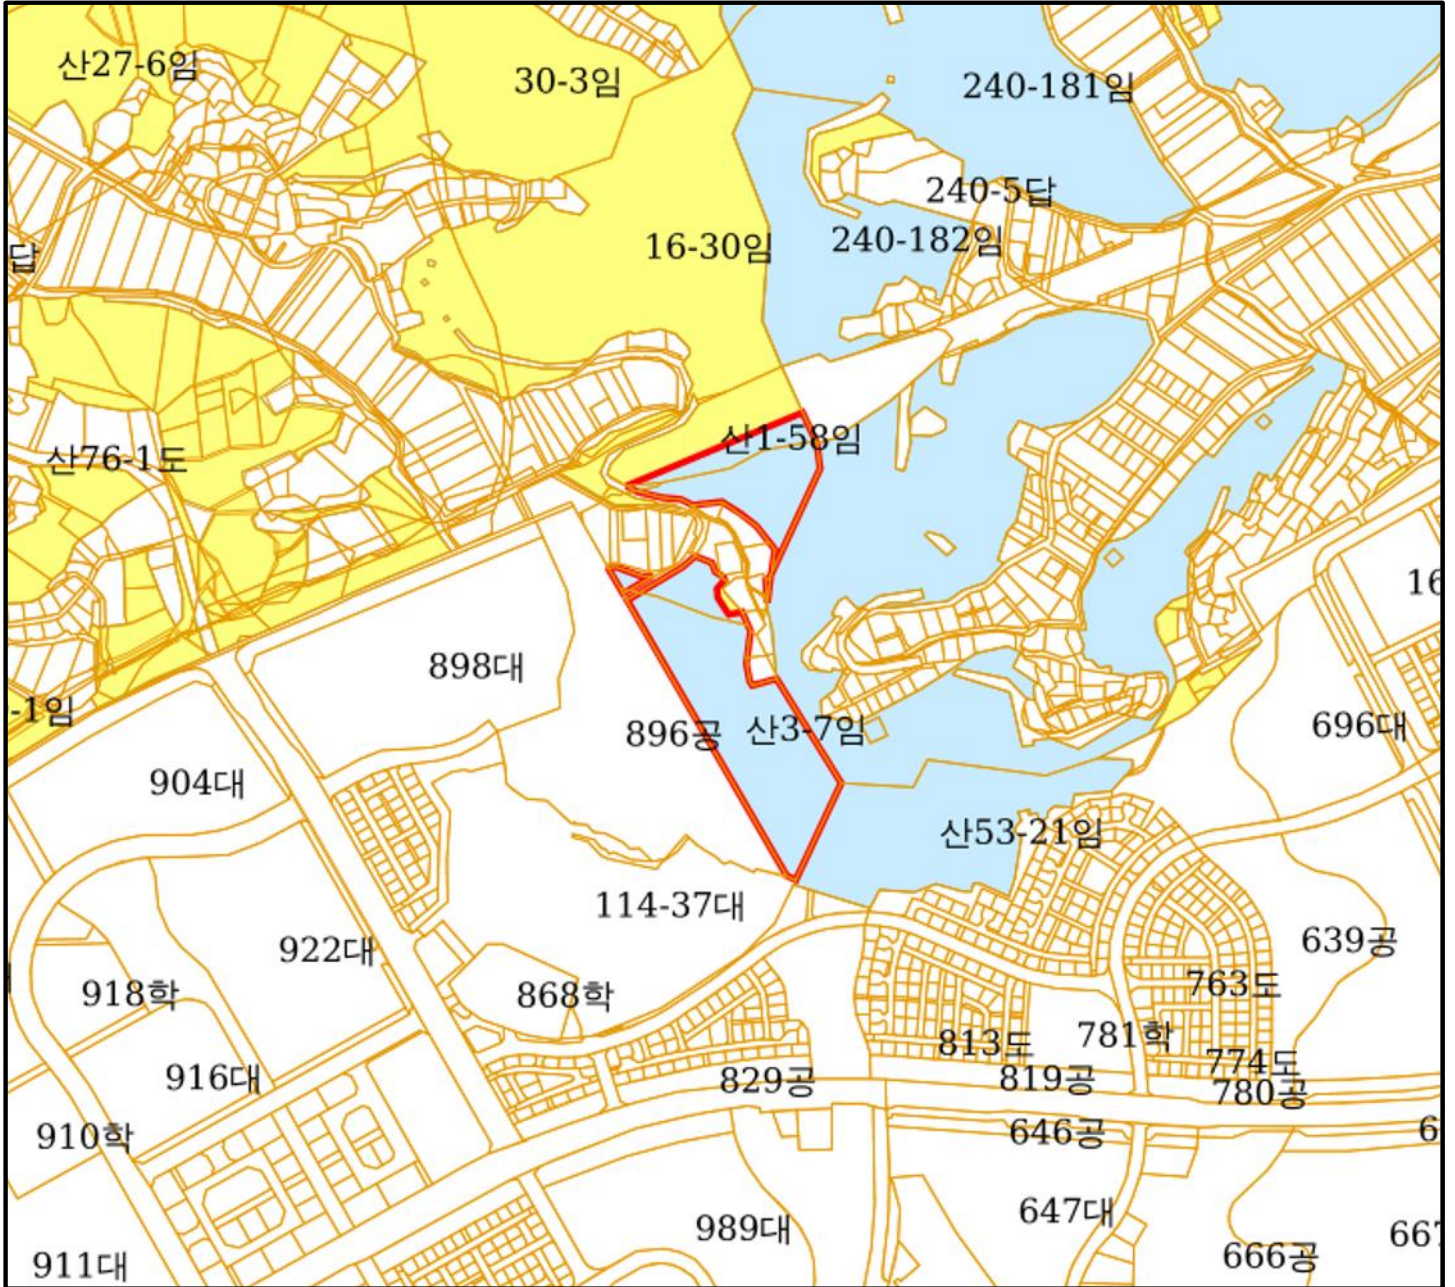 산27-6임
30-3임
240-181임
240-5답
16-30임
240-182임
답
산1-58임
산76-1도
16
898대
-1임
896공
산3-7임
696대
904대
산53-21임
114-37대
922대
639공
918학
868학
763도
813도
781학
774도
916대
829공
819공
780공
910학
646공
6
647대
989대
667
911대
666공